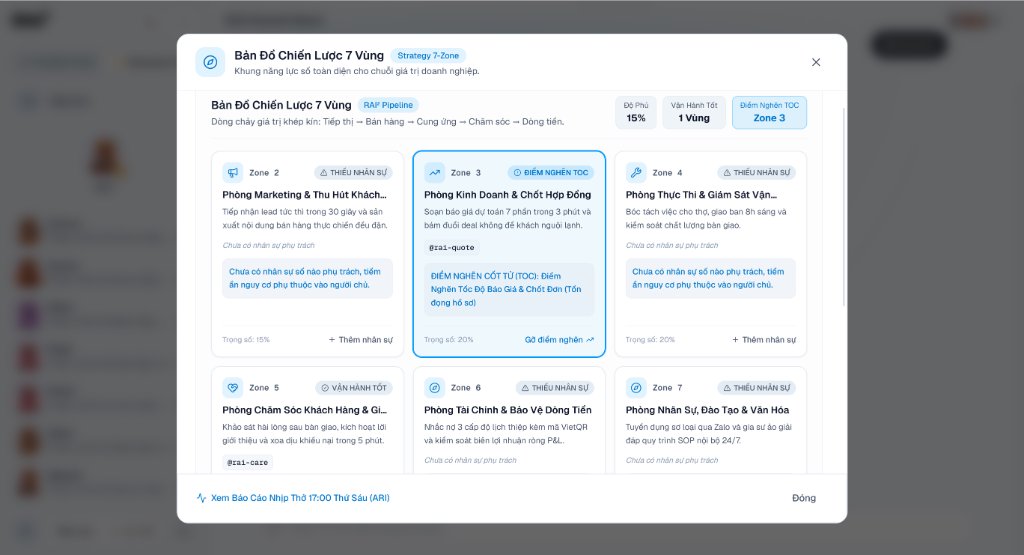 Bản Đồ Chiến Lược 7 Vùng Strategy 7-Zone
Khung năng lực số toàn diện cho chuỗi giá trị doanh nghiệp.
Bản Đồ Chiến Lược 7 Vùng RAI² Pipeline
Dòng chảy giá trị khép kín: Tiếp thị → Bán hàng → Cung ứng → Chăm sóc → Dòng tiền.
Độ Phủ
15%
Vận Hành Tốt
1 Vùng
Điểm Nghẽn TOC
Zone 3
Zone 2 THIẾU NHÂN SỰ
Phòng Marketing & Thu Hút Khách...
Tiếp nhận lead tức thì trong 30 giây và sản
xuất nội dung bán hàng thực chiến đều đặn.
Chưa có nhân sự phụ trách
Chưa có nhân sự số nào phụ trách, tiềm
ẩn nguy cơ phụ thuộc vào người chủ.
Trọng số: 15% + Thêm nhân sự
Zone 3 ĐIỂM NGHẼN TOC
Phòng Kinh Doanh & Chốt Hợp Đồng
Soạn báo giá dự toán 7 phần trong 3 phút và
bám đuổi deal không để khách nguội lạnh.
@rai-quote
ĐIỂM NGHẼN CỐT TỬ (TOC): Điểm
Nghẽn Tốc Độ Báo Giá & Chốt Đơn (Tồn
đọng hồ sơ)
Trọng số: 20% Gỡ điểm nghẽn
Zone 4 THIẾU NHÂN SỰ
Phòng Thực Thi & Giám Sát Vận...
Bóc tách việc cho thợ, giao ban 8h sáng và
kiểm soát chất lượng bàn giao.
Chưa có nhân sự phụ trách
Chưa có nhân sự số nào phụ trách, tiềm
ẩn nguy cơ phụ thuộc vào người chủ.
Trọng số: 20% + Thêm nhân sự
Zone 5 VẬN HÀNH TỐT
Phòng Chăm Sóc Khách Hàng & Gi...
Khảo sát hài lòng sau bàn giao, kích hoạt lời
giới thiệu và xoa dịu khiếu nại trong 5 phút.
@rai-care
Zone 6 THIẾU NHÂN SỰ
Phòng Tài Chính & Bảo Vệ Dòng Tiền
Nhắc nợ 3 cấp độ lịch thiệp kèm mã VietQR
và kiểm soát biên lợi nhuận ròng P&L.
Chưa có nhân sự phụ trách
Zone 7 THIẾU NHÂN SỰ
Phòng Nhân Sự, Đào Tạo & Văn Hóa
Tuyển dụng sơ loại qua Zalo và gia sư ảo giải
đáp quy trình SOP nội bộ 24/7.
Chưa có nhân sự phụ trách
Xem Báo Cáo Nhịp Thở 17:00 Thứ Sáu (ARI)
Đóng